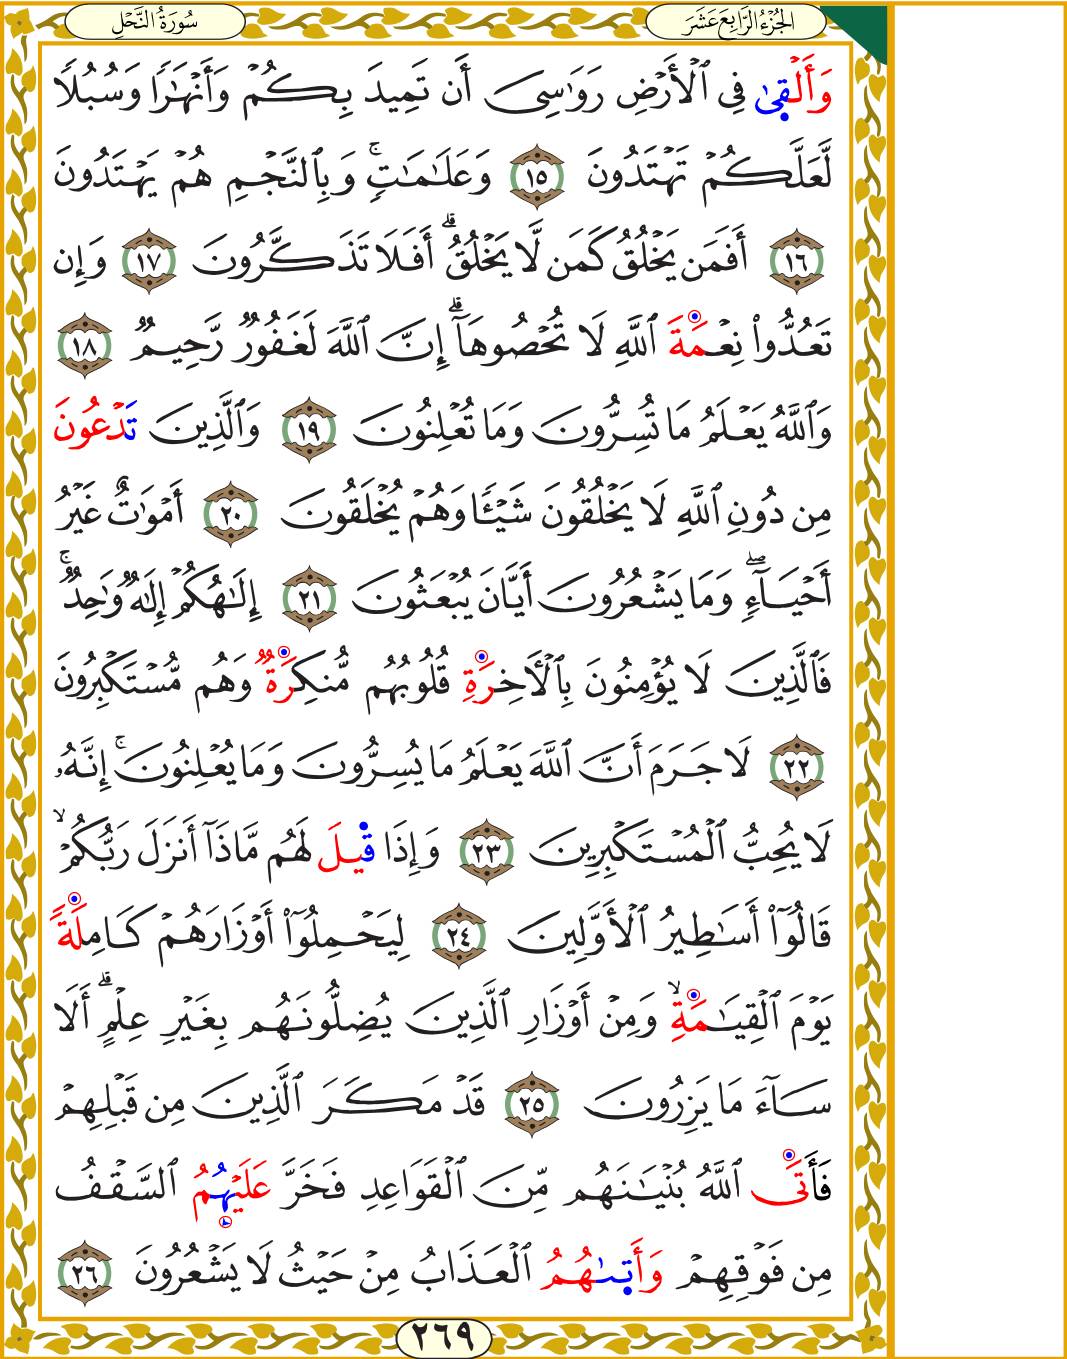 الجُزْءُ الرَّابِعَ عَشَرَ
سُورَةُ النَّحْلِ
وَأَلْقَىٰ فِي ٱلْأَرْضِ رَوَٰسِىَ أَن تَمِيدَ بِكُمْ وَأَنْهَٰرًا وَسُبُلًا
لَّعَلَّكُمْ تَهْتَدُونَ ١٥ وَعَلَٰمَٰتٍۚ وَبِٱلنَّجْمِ هُمْ يَهْتَدُونَ
١٦ أَفَمَن يَخْلُقُ كَمَن لَّا يَخْلُقُۗ أَفَلَا تَذَكَّرُونَ ١٧ وَإِن
تَعُدُّوا۟ نِعْمَةَ ٱللَّهِ لَا تُحْصُوهَآۗ إِنَّ ٱللَّهَ لَغَفُورٌ رَّحِيمٌ ١٨
وَٱللَّهُ يَعْلَمُ مَا تُسِرُّونَ وَمَا تُعْلِنُونَ ١٩ وَٱلَّذِينَ تَدْعُونَ
مِن دُونِ ٱللَّهِ لَا يَخْلُقُونَ شَيْـًٔا وَهُمْ يُخْلَقُونَ ٢٠ أَمْوَٰتٌ غَيْرُ
أَحْيَآءٍۖ وَمَا يَشْعُرُونَ أَيَّانَ يُبْعَثُونَ ٢١ إِلَٰهُكُمْ إِلَٰهٌ وَٰحِدٌۚ
فَٱلَّذِينَ لَا يُؤْمِنُونَ بِٱلْـَٔاخِرَةِ قُلُوبُهُم مُّنكِرَةٌ وَهُم مُّسْتَكْبِرُونَ
٢٢ لَا جَرَمَ أَنَّ ٱللَّهَ يَعْلَمُ مَا يُسِرُّونَ وَمَا يُعْلِنُونَۚ إِنَّهُۥ
لَا يُحِبُّ ٱلْمُسْتَكْبِرِينَ ٢٣ وَإِذَا قِيلَ لَهُم مَّاذَآ أَنزَلَ رَبُّكُمْۙ
قَالُوٓا۟ أَسَٰطِيرُ ٱلْأَوَّلِينَ ٢٤ لِيَحْمِلُوٓا۟ أَوْزَارَهُمْ كَامِلَةً
يَوْمَ ٱلْقِيَٰمَةِۙ وَمِنْ أَوْزَارِ ٱلَّذِينَ يُضِلُّونَهُم بِغَيْرِ عِلْمٍۗ أَلَا
سَآءَ مَا يَزِرُونَ ٢٥ قَدْ مَكَرَ ٱلَّذِينَ مِن قَبْلِهِمْ
فَأَتَى ٱللَّهُ بُنْيَٰنَهُم مِّنَ ٱلْقَوَاعِدِ فَخَرَّ عَلَيْهِمُ ٱلسَّقْفُ
مِن فَوْقِهِمْ وَأَتَىٰهُمُ ٱلْعَذَابُ مِنْ حَيْثُ لَا يَشْعُرُونَ ٢٦
٢٦٩